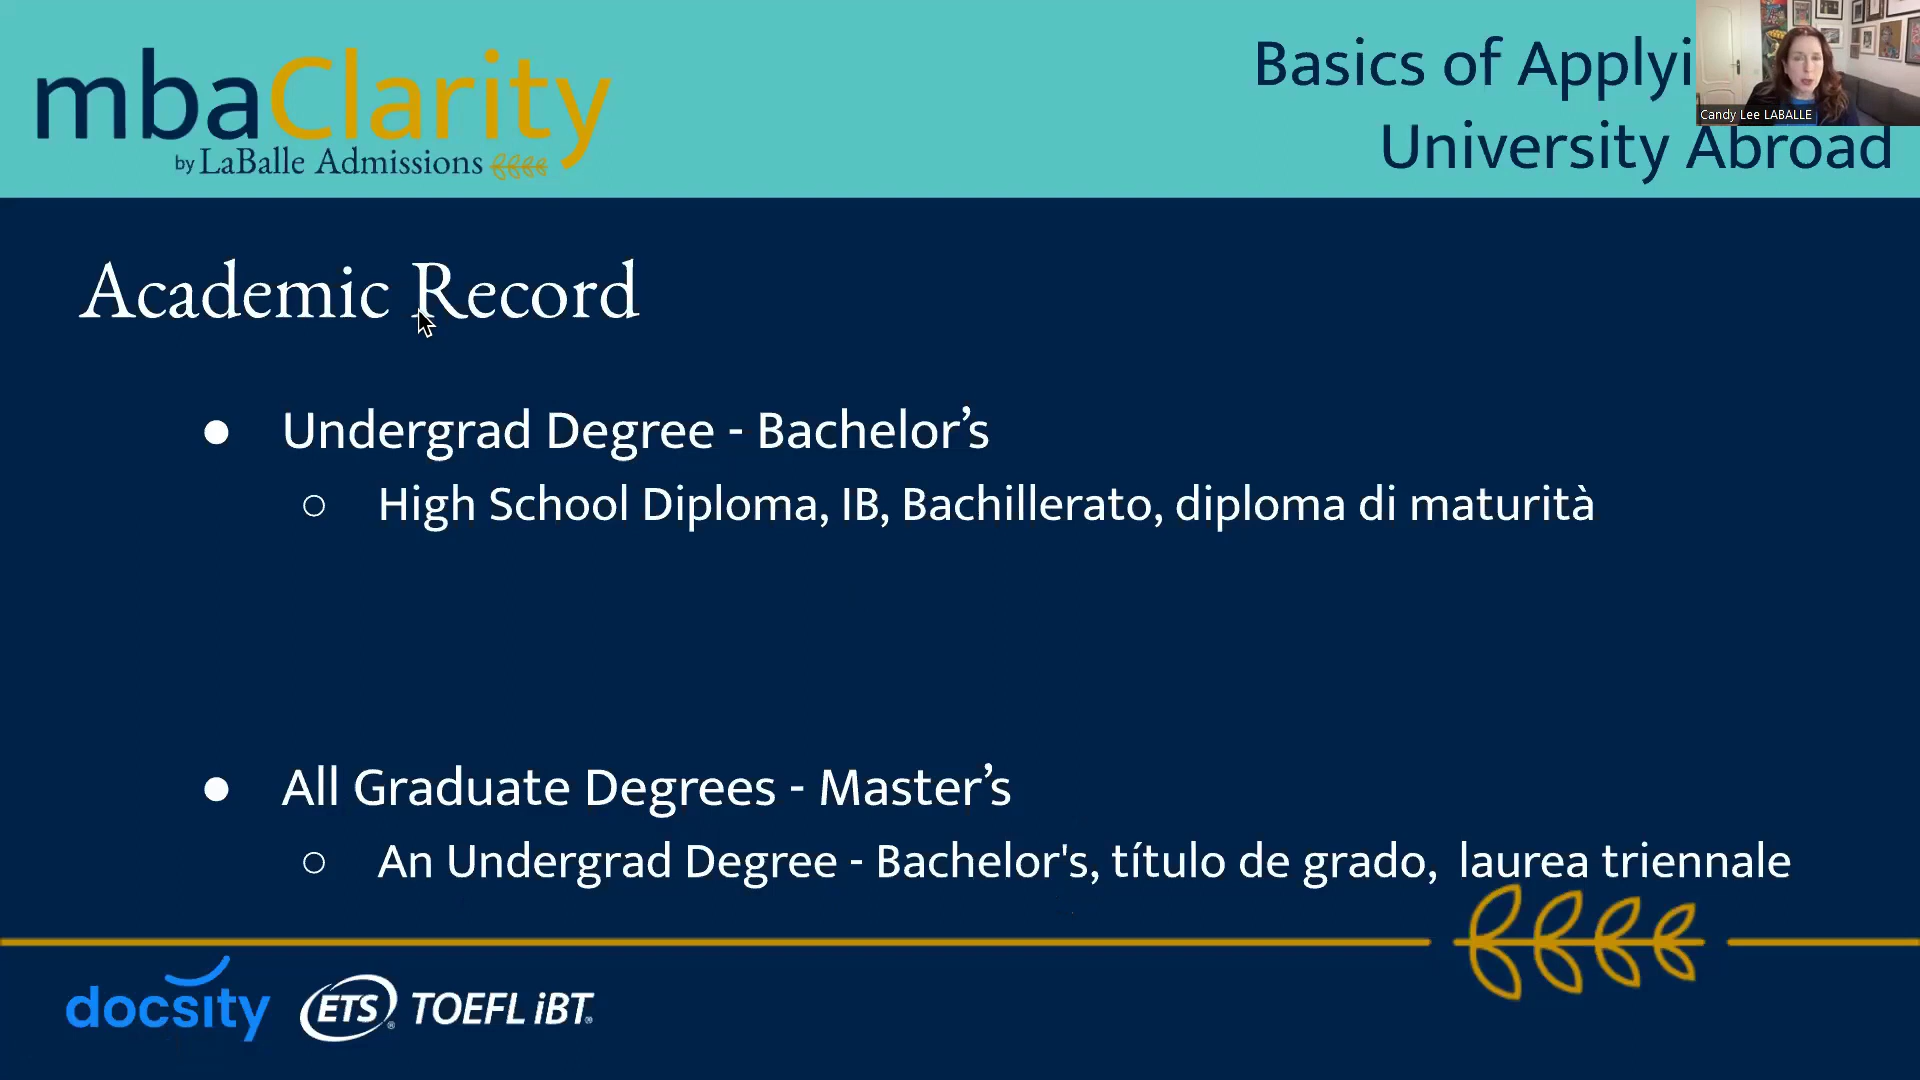 mbaClarity
by LaBalle Admissions
Basics of Applyi
University Abroad
Candy Lee LABALLE
Academic Record
● Undergrad Degree - Bachelor’s
○ High School Diploma, IB, Bachillerato, diploma di maturità
● All Graduate Degrees - Master’s
○ An Undergrad Degree - Bachelor's, título de grado, laurea triennale
docsity
ETS® TOEFL iBT®